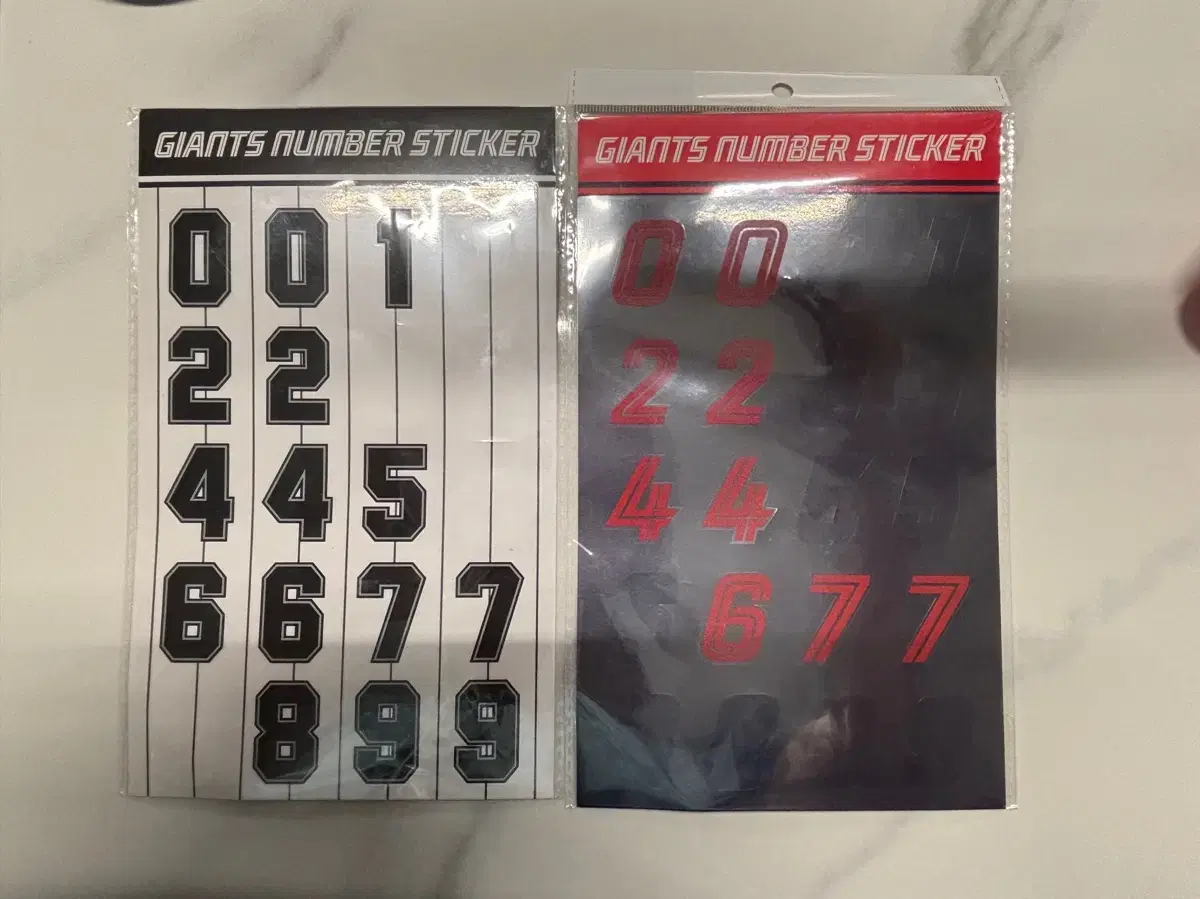 GIANTS NUMBER STICKER
0 0 1
2 2
4 4 5
6 6 7 7
8 9 9
GIANTS NUMBER STICKER
0 0
2 2
4 4
6 7 7